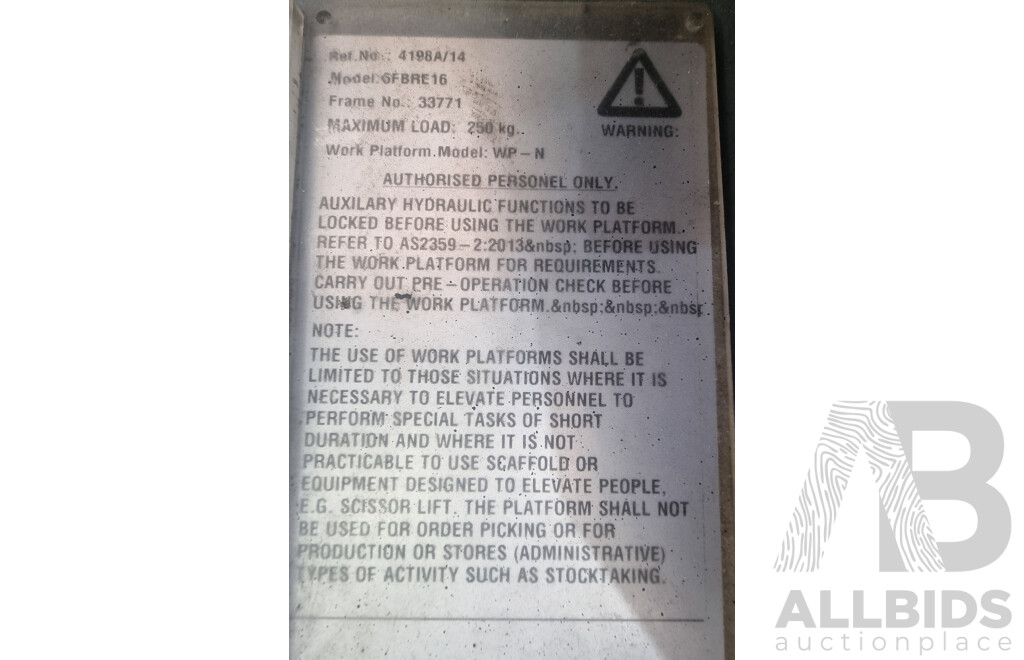 Ref.No.: 4198A/14
Model:GFBRE16
Frame No.: 33771
MAXIMUM LOAD: 250 kg.
Work Platform.Model: WP-N
WARNING:
AUTHORISED PERSONEL ONLY.
AUXILARY HYDRAULIC FUNCTIONS TO BE
LOCKED BEFORE USING THE WORK PLATFORM.
REFER TO AS2359-2:2013&nbsp; BEFORE USING
THE WORK PLATFORM FOR REQUIREMENTS.
CARRY OUT PRE-OPERATION CHECK BEFORE
USING THE WORK PLATFORM.&nbsp;&nbsp;&nbsp
NOTE:
THE USE OF WORK PLATFORMS SHALL BE
LIMITED TO THOSE SITUATIONS WHERE IT IS
NECESSARY TO ELEVATE PERSONNEL TO
PERFORM SPECIAL TASKS OF SHORT
DURATION AND WHERE IT IS NOT
PRACTICABLE TO USE SCAFFOLD OR
EQUIPMENT DESIGNED TO ELEVATE PEOPLE,
E.G. SCISSOR LIFT. THE PLATFORM SHALL NOT
BE USED FOR ORDER PICKING OR FOR
PRODUCTION OR STORES (ADMINISTRATIVE)
TYPES OF ACTIVITY SUCH AS STOCKTAKING.
AB
ALLBIDS
auctionplace